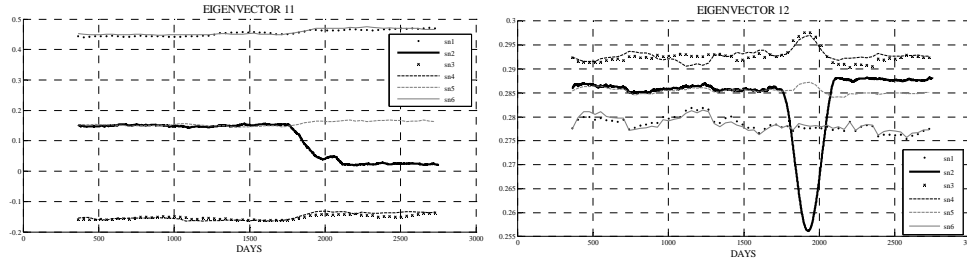 EIGENVECTOR 11
0.5
0.4
0.3
0.2
0.1
0
-0.1
-0.2
0
500
1000
1500
2000
2500
3000
DAYS
sn1
sn2
sn3
sn4
sn5
sn6
EIGENVECTOR 12
0.3
0.295
0.29
0.285
0.28
0.275
0.27
0.265
0.26
0.255
0
500
1000
1500
2000
2500
3000
DAYS
sn1
sn2
sn3
sn4
sn5
sn6